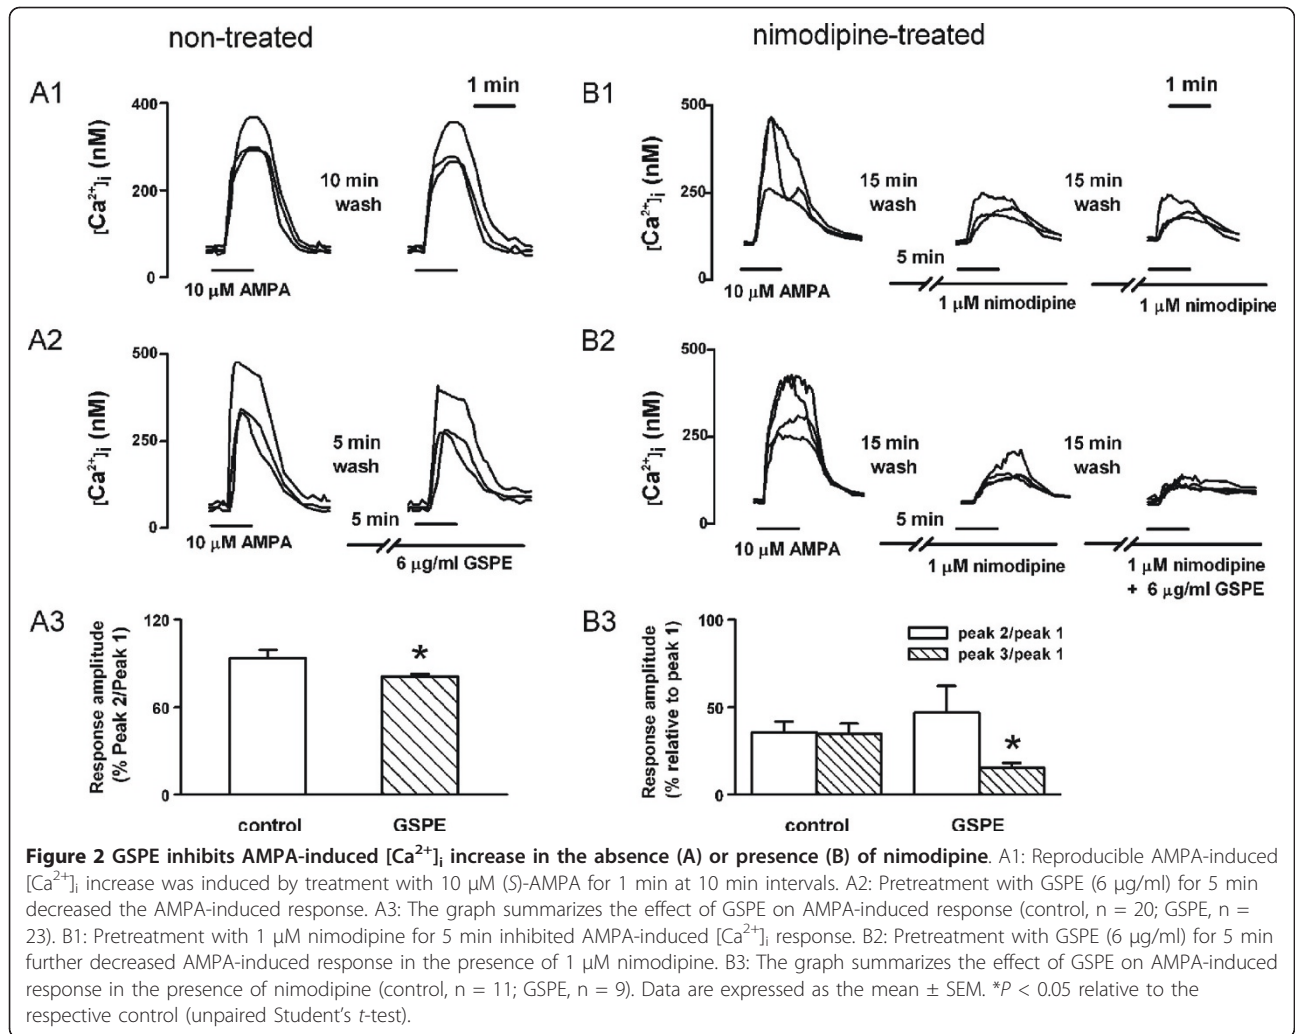 non-treated
nimodipine-treated
A1
1 min
[Ca²⁺]ᵢ (nM)
400
200
0
10 min
wash
10 µM AMPA
B1
1 min
[Ca²⁺]ᵢ (nM)
500
250
0
15 min
wash
15 min
wash
5 min
10 µM AMPA
1 µM nimodipine
1 µM nimodipine
A2
[Ca²⁺]ᵢ (nM)
500
250
0
5 min
wash
5 min
10 µM AMPA
6 µg/ml GSPE
B2
[Ca²⁺]ᵢ (nM)
500
250
0
15 min
wash
15 min
wash
5 min
10 µM AMPA
1 µM nimodipine
1 µM nimodipine
+ 6 µg/ml GSPE
A3
Response amplitude
(% Peak 2/Peak 1)
120
60
0
*
control
GSPE
B3
Response amplitude
(% relative to peak 1)
100
50
0
peak 2/peak 1
peak 3/peak 1
*
control
GSPE
Figure 2 GSPE inhibits AMPA-induced [Ca²⁺]ᵢ increase in the absence (A) or presence (B) of nimodipine. A1: Reproducible AMPA-induced
[Ca²⁺]ᵢ increase was induced by treatment with 10 µM (S)-AMPA for 1 min at 10 min intervals. A2: Pretreatment with GSPE (6 µg/ml) for 5 min
decreased the AMPA-induced response. A3: The graph summarizes the effect of GSPE on AMPA-induced response (control, n = 20; GSPE, n =
23). B1: Pretreatment with 1 µM nimodipine for 5 min inhibited AMPA-induced [Ca²⁺]ᵢ response. B2: Pretreatment with GSPE (6 µg/ml) for 5 min
further decreased AMPA-induced response in the presence of 1 µM nimodipine. B3: The graph summarizes the effect of GSPE on AMPA-induced
response in the presence of nimodipine (control, n = 11; GSPE, n = 9). Data are expressed as the mean ± SEM. *P < 0.05 relative to the
respective control (unpaired Student's t-test).